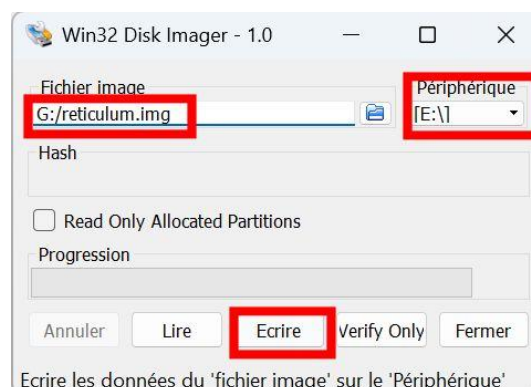 Win32 Disk Imager - 1.0
Fichier image
Périphérique
G:/reticulum.img
[E:\]
Hash
Read Only Allocated Partitions
Progression
Annuler Lire Ecrire Verify Only Fermer
Ecrire les données du 'fichier image' sur le 'Périphérique'